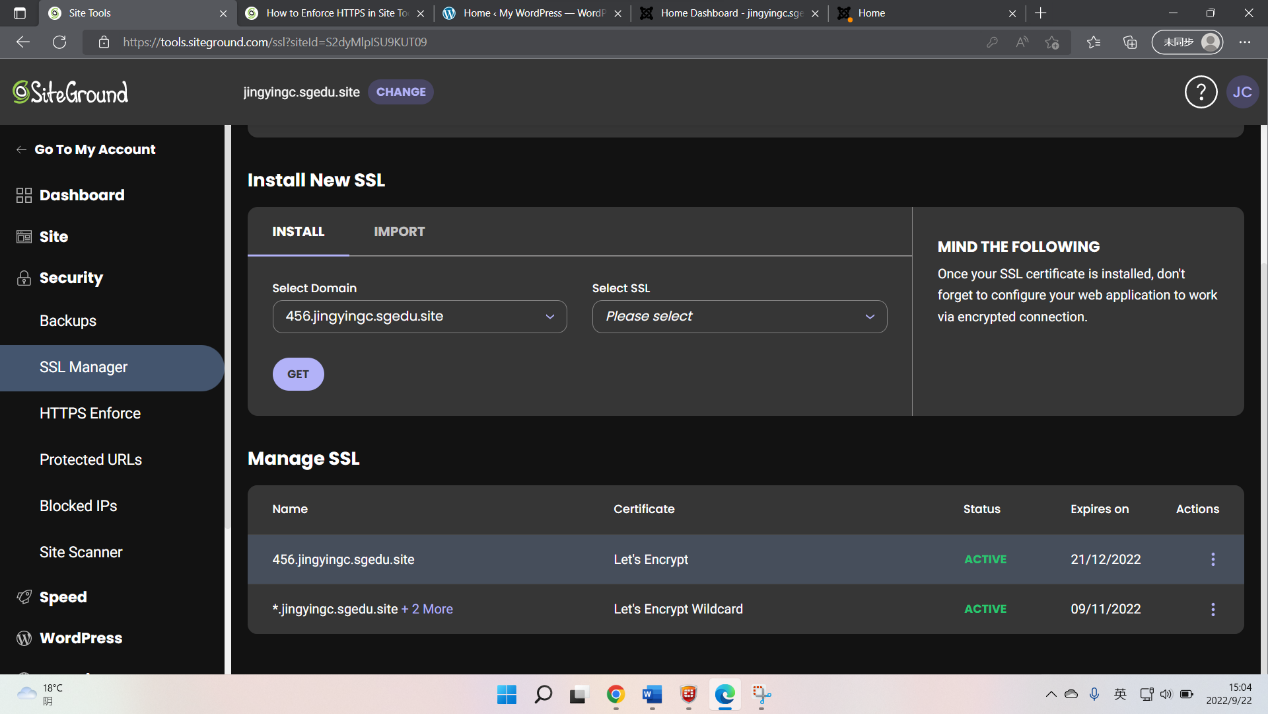 Site Tools
How to Enforce HTTPS in Site To
Home ‹ My WordPress — WordP
Home Dashboard - jingyingc.sge
Home
https://tools.siteground.com/ssl?siteId=S2dyMlpISU9KUT09
未同步
SiteGround
jingyingc.sgedu.site
CHANGE
?
JC
← Go To My Account
Dashboard
Site
Security
Backups
SSL Manager
HTTPS Enforce
Protected URLs
Blocked IPs
Site Scanner
Speed
WordPress
Install New SSL
INSTALL
IMPORT
Select Domain
Select SSL
456.jingyingc.sgedu.site
Please select
GET
MIND THE FOLLOWING
Once your SSL certificate is installed, don't
forget to configure your web application to work
via encrypted connection.
Manage SSL
Name Certificate Status Expires on Actions
456.jingyingc.sgedu.site Let's Encrypt ACTIVE 21/12/2022
*.jingyingc.sgedu.site + 2 More Let's Encrypt Wildcard ACTIVE 09/11/2022
18°C
阴
英
15:04
2022/9/22